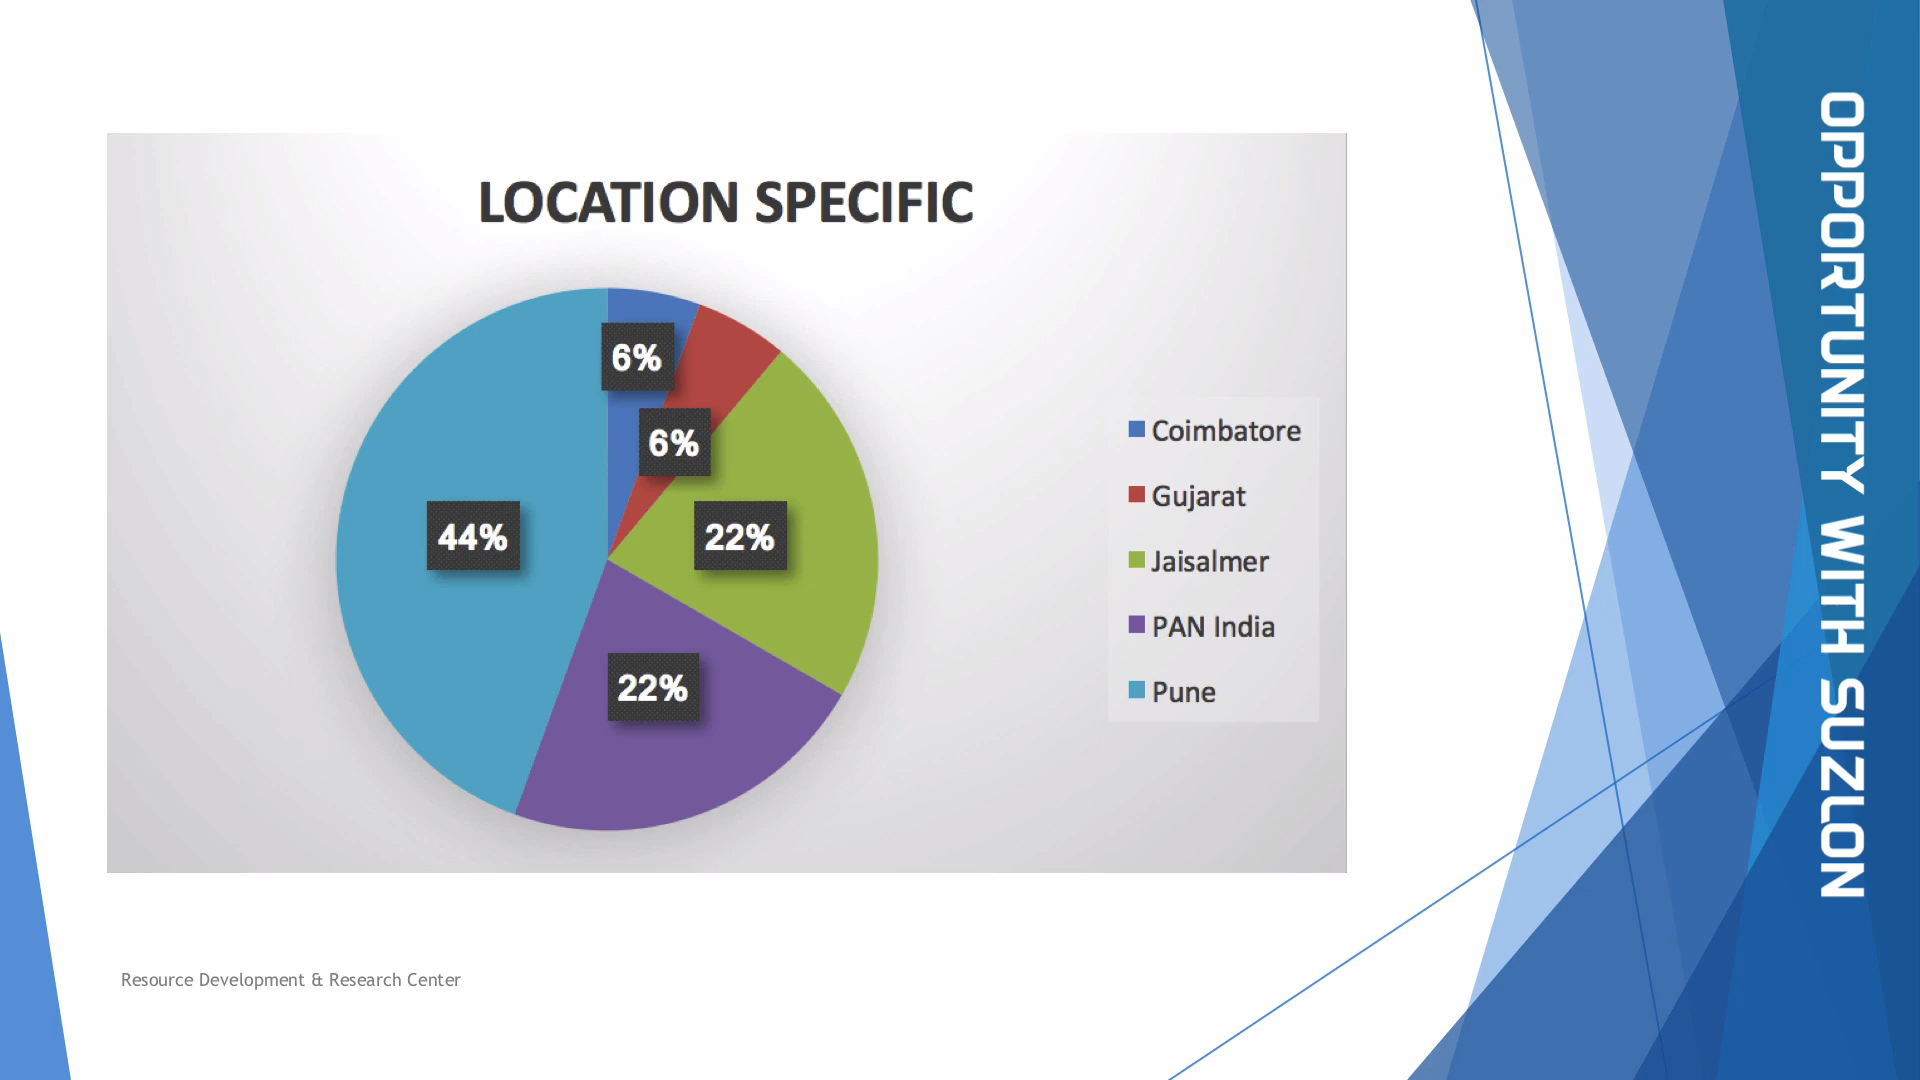 LOCATION SPECIFIC
6%
6%
44%
22%
22%
Coimbatore
Gujarat
Jaisalmer
PAN India
Pune
OPPORTUNITY WITH SUZLON
Resource Development & Research Center